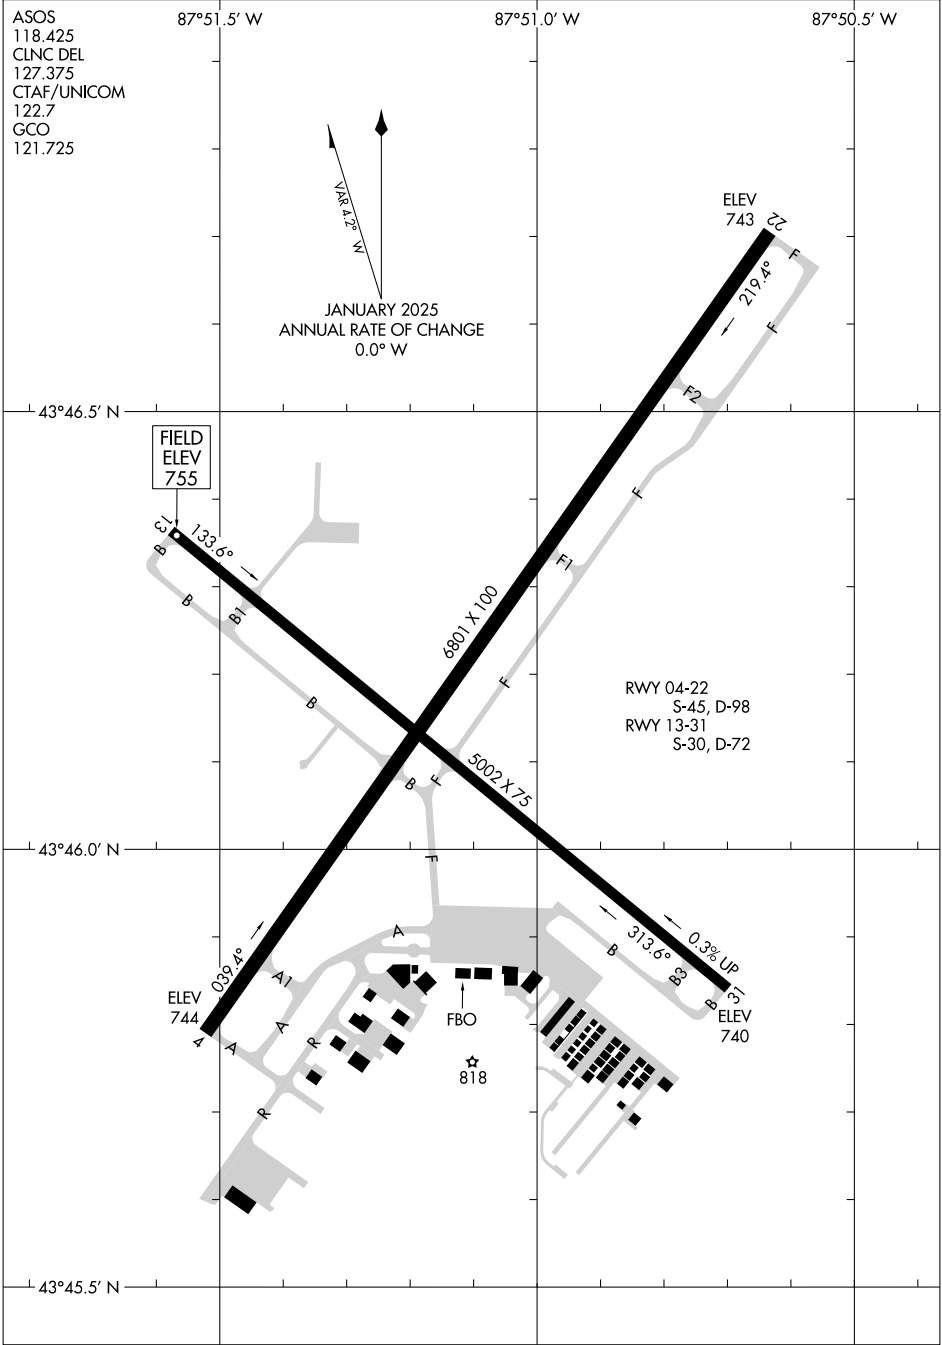 ASOS
118.425
CLNC DEL
127.375
CTAF/UNICOM
122.7
GCO
121.725
87°51.5' W
87°51.0' W
87°50.5' W
VAR 4.2° W
JANUARY 2025
ANNUAL RATE OF CHANGE
0.0° W
ELEV
743
22
F
219.4°
F
F2
43°46.5' N
FIELD
ELEV
755
13
133.6°
B
B
B1
F
F1
6801 X 100
F
B
RWY 04-22
S-45, D-98
RWY 13-31
S-30, D-72
5002 X 75
B
F
43°46.0' N
F
A
039.4°
A1
ELEV
744
4
A
A
R
R
FBO
818
313.6°
0.3% UP
B
B3
B
31
ELEV
740
43°45.5' N